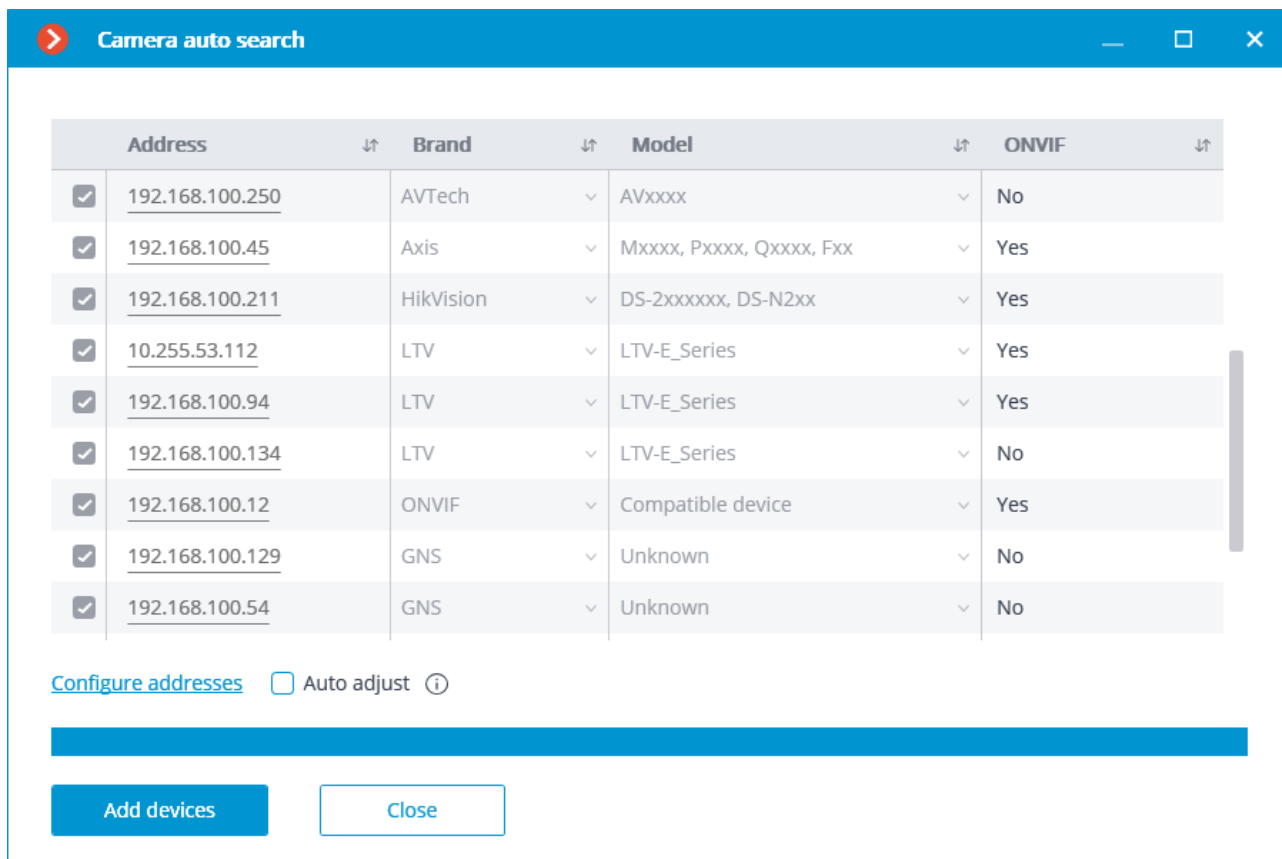 Camera auto search
Address Brand Model ONVIF
192.168.100.250 AVTech AVxxxx No
192.168.100.45 Axis Mxxxx, Pxxxx, Qxxxx, Fxx Yes
192.168.100.211 HikVision DS-2xxxxxx, DS-N2xx Yes
10.255.53.112 LTV LTV-E_Series Yes
192.168.100.94 LTV LTV-E_Series Yes
192.168.100.134 LTV LTV-E_Series No
192.168.100.12 ONVIF Compatible device Yes
192.168.100.129 GNS Unknown No
192.168.100.54 GNS Unknown No
Configure addresses Auto adjust
Add devices Close